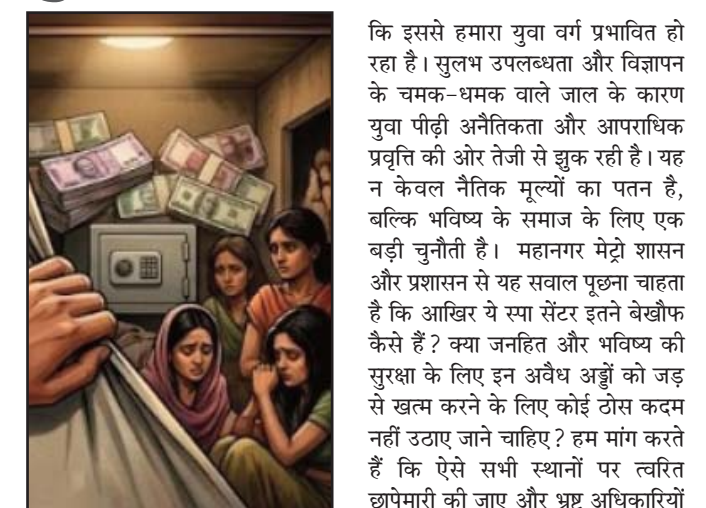 कि इससे हमारा युवा वर्ग प्रभावित हो
रहा है। सुलभ उपलब्धता और विज्ञापन
के चमक-धमक वाले जाल के कारण
युवा पीढ़ी अनैतिकता और आपराधिक
प्रवृत्ति की ओर तेजी से झुक रही है। यह
न केवल नैतिक मूल्यों का पतन है,
बल्कि भविष्य के समाज के लिए एक
बड़ी चुनौती है। महानगर मेट्रो शासन
और प्रशासन से यह सवाल पूछना चाहता
है कि आखिर ये स्पा सेंटर इतने बेखौफ
कैसे हैं? क्या जनहित और भविष्य की
सुरक्षा के लिए इन अवैध अड्डों को जड़
से खत्म करने के लिए कोई ठोस कदम
नहीं उठाए जाने चाहिए? हम मांग करते
हैं कि ऐसे सभी स्थानों पर त्वरित
छापेमारी की जाए और भ्रष्ट अधिकारियों